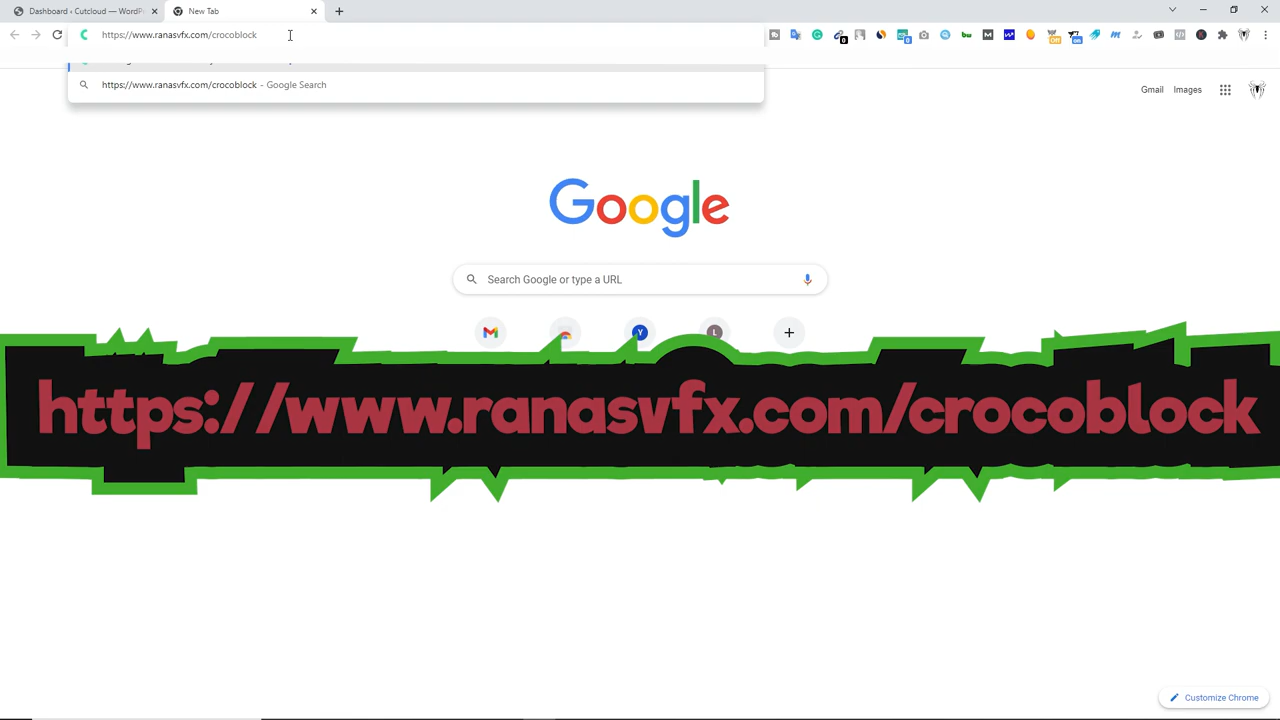 Dashboard ‹ Cutcloud — WordPr
New Tab
https://www.ranasvfx.com/crocoblock
https://www.ranasvfx.com/crocoblock - Google Search
Gmail
Images
Google
Search Google or type a URL
https://www.ranasvfx.com/crocoblock
Customize Chrome